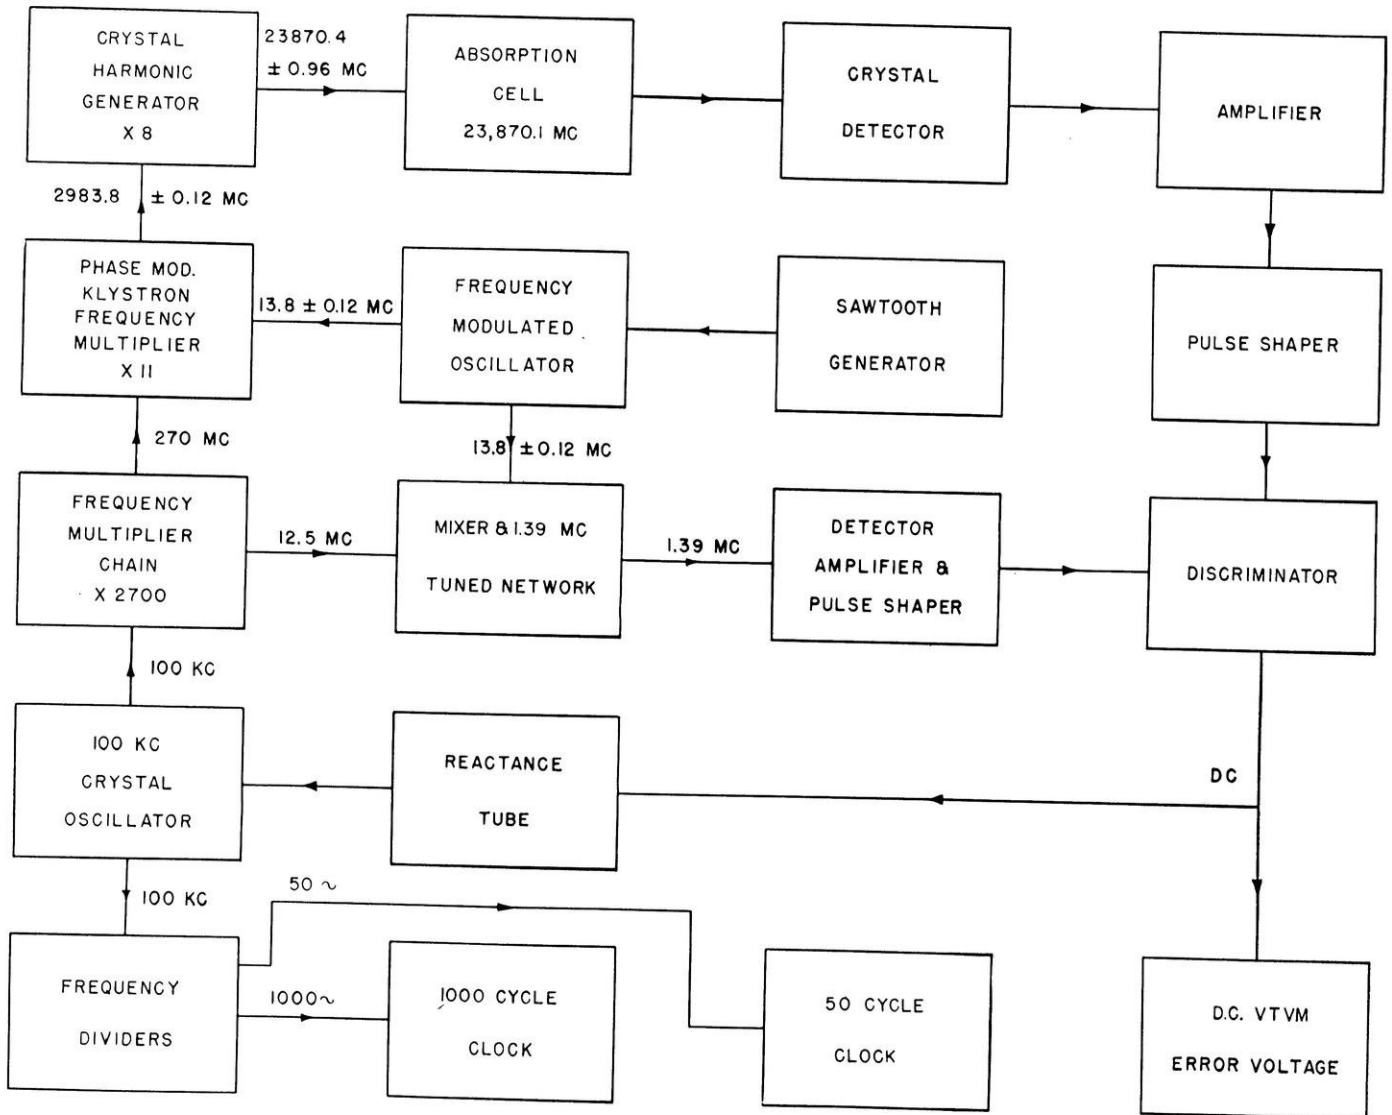 CRYSTAL
HARMONIC
GENERATOR
X 8
23870.4
± 0.96 MC
ABSORPTION
CELL
23,870.1 MC
CRYSTAL
DETECTOR
AMPLIFIER
2983.8 ± 0.12 MC
PHASE MOD.
KLYSTRON
FREQUENCY
MULTIPLIER
X 11
13.8 ± 0.12 MC
FREQUENCY
MODULATED
OSCILLATOR
SAWTOOTH
GENERATOR
PULSE SHAPER
270 MC
13.8 ± 0.12 MC
FREQUENCY
MULTIPLIER
CHAIN
X 2700
12.5 MC
MIXER & 1.39 MC
TUNED NETWORK
1.39 MC
DETECTOR
AMPLIFIER &
PULSE SHAPER
DISCRIMINATOR
100 KC
100 KC
CRYSTAL
OSCILLATOR
REACTANCE
TUBE
DC
100 KC
50 ~
FREQUENCY
DIVIDERS
1000~
1000 CYCLE
CLOCK
50 CYCLE
CLOCK
D.C. VTVM
ERROR VOLTAGE